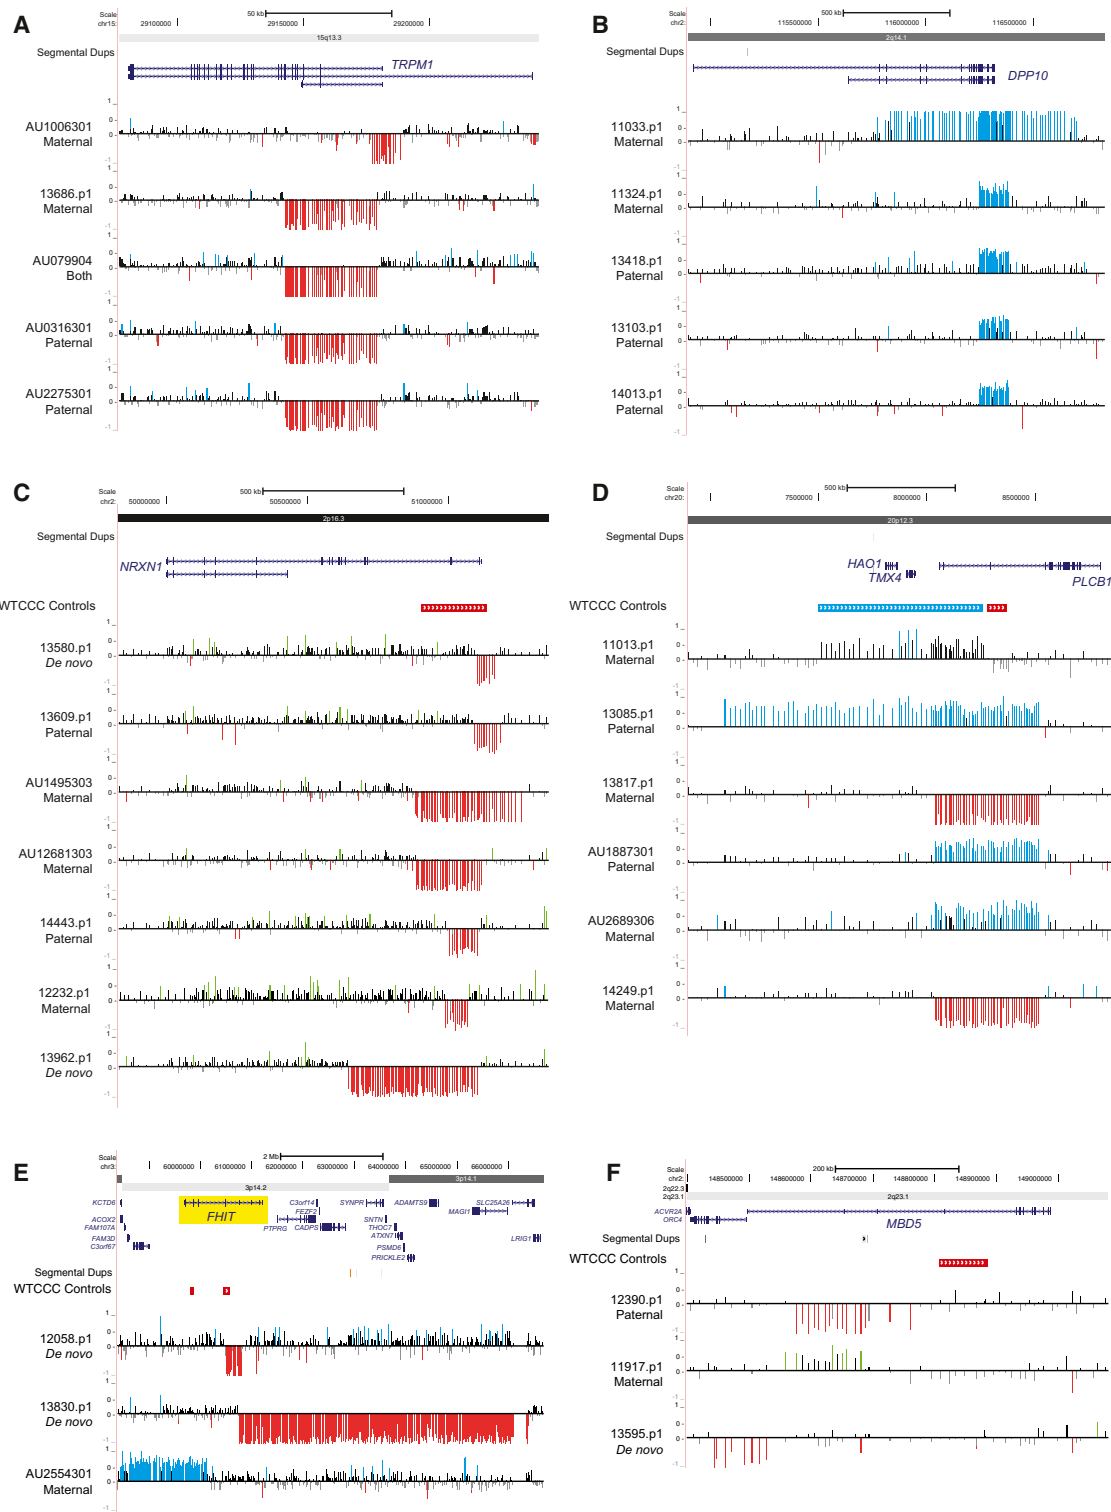 A
Scale
50 kb
chr15:
29100000
29150000
29200000
15q13.3
Segmental Dups
TRPM1
AU1006301
Maternal
13686.p1
Maternal
AU079904
Both
AU0316301
Paternal
AU2275301
Paternal
B
Scale
500 kb
chr2:
115500000
116000000
116500000
2q14.1
Segmental Dups
DPP10
11033.p1
Maternal
11324.p1
Maternal
13418.p1
Paternal
13103.p1
Paternal
14013.p1
Paternal
C
Scale
500 kb
chr2:
50000000
50500000
51000000
2p16.3
Segmental Dups
NRXN1
WTCCC Controls
13580.p1
De novo
13609.p1
Paternal
AU1495303
Maternal
AU12681303
Maternal
14443.p1
Paternal
12232.p1
Maternal
13962.p1
De novo
D
Scale
500 kb
chr20:
7500000
8000000
8500000
20p12.3
Segmental Dups
HAO1
TMX4
PLCB1
WTCCC Controls
11013.p1
Maternal
13085.p1
Paternal
13817.p1
Maternal
AU1887301
Paternal
AU2689306
Maternal
14249.p1
Maternal
E
Scale
2 Mb
chr3:
60000000
61000000
62000000
63000000
64000000
65000000
66000000
3p14.2
3p14.1
KCTD6
C3orf14
SYNPR
ADAMTS9
SLC25A26
FHIT
FEZF2
MAGI1
ACOX2
PTPRG
SNTN
FAM107A
CADPS
THOC7
FAM3D
ATXN7
LRIG1
C3orf67
PSMD6
PRICKLE2
Segmental Dups
WTCCC Controls
12058.p1
De novo
13830.p1
De novo
AU2554301
Maternal
F
Scale
200 kb
chr2:
148500000
148600000
148700000
148800000
148900000
149000000
2q22.3
2q23.1
2q23.1
ACVR2A
ORC4
MBD5
Segmental Dups
WTCCC Controls
12390.p1
Paternal
11917.p1
Maternal
13595.p1
De novo